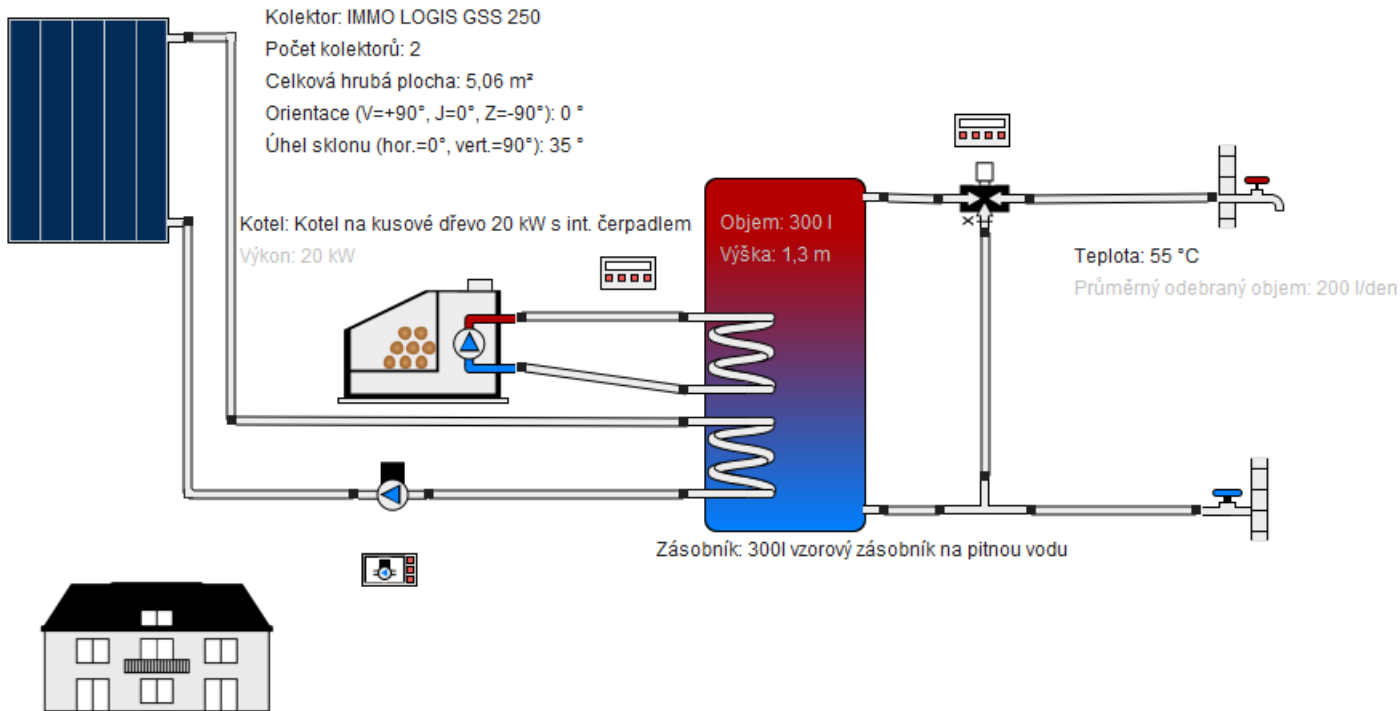 Kolektor: IMMO LOGIS GSS 250
Počet kolektorů: 2
Celková hrubá plocha: 5,06 m²
Orientace (V=+90°, J=0°, Z=-90°): 0 °
Úhel sklonu (hor.=0°, vert.=90°): 35 °
Kotel: Kotel na kusové dřevo 20 kW s int. čerpadlem
Výkon: 20 kW
Objem: 300 l
Výška: 1,3 m
Teplota: 55 °C
Průměrný odebraný objem: 200 l/den
Zásobník: 300l vzorový zásobník na pitnou vodu